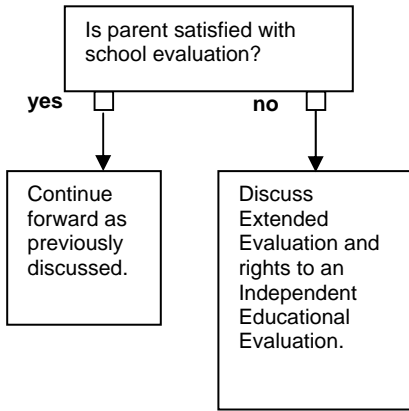 Is parent satisfied with
school evaluation?
yes
no
Continue
forward as
previously
discussed.
Discuss
Extended
Evaluation and
rights to an
Independent
Educational
Evaluation.